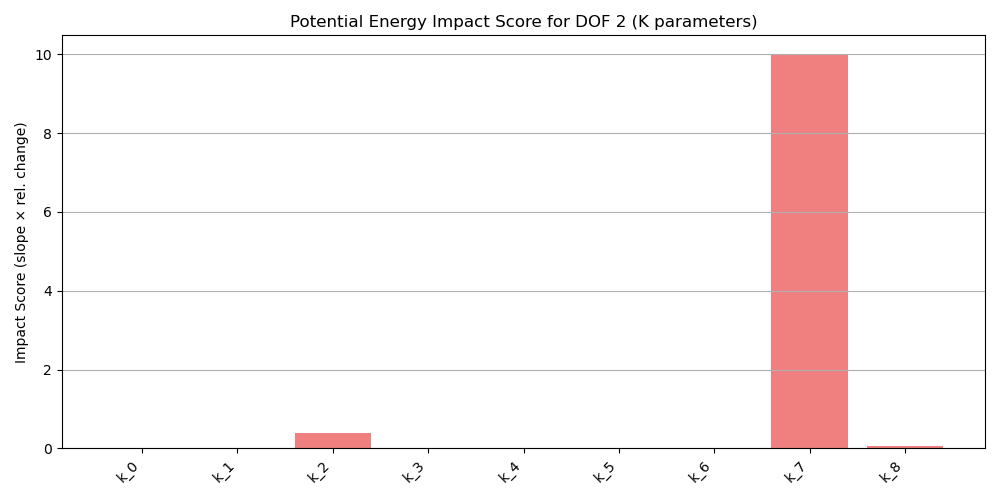 Potential Energy Impact Score for DOF 2 (K parameters)
Impact Score (slope × rel. change)
10
8
6
4
2
0
k_0
k_1
k_2
k_3
k_4
k_5
k_6
k_7
k_8